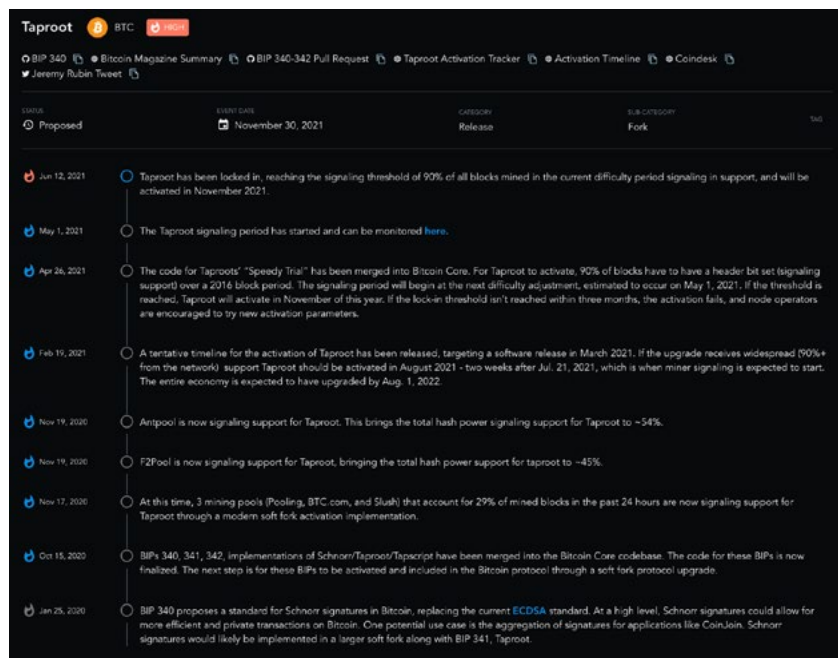 Taproot BTC HIGH
BIP 340 Bitcoin Magazine Summary BIP 340-342 Pull Request Taproot Activation Tracker Activation Timeline Coindesk
Jeremy Rubin Tweet
STATUS EVENT DATE CATEGORY SUB-CATEGORY TAG
Proposed November 30, 2021 Release Fork
Jun 12, 2021 Taproot has been locked in, reaching the signaling threshold of 90% of all blocks mined in the current difficulty period signaling in support, and will be
activated in November 2021.
May 1, 2021 The Taproot signaling period has started and can be monitored here.
Apr 26, 2021 The code for Taproots' "Speedy Trial" has been merged into Bitcoin Core. For Taproot to activate, 90% of blocks have to have a header bit set (signaling
support) over a 2016 block period. The signaling period will begin at the next difficulty adjustment, estimated to occur on May 1, 2021. If the threshold is
reached, Taproot will activate in November of this year. If the lock-in threshold isn't reached within three months, the activation fails, and node operators
are encouraged to try new activation parameters.
Feb 19, 2021 A tentative timeline for the activation of Taproot has been released, targeting a software release in March 2021. If the upgrade receives widespread (90%+
from the network) support Taproot should be activated in August 2021 - two weeks after Jul. 21, 2021, which is when miner signaling is expected to start.
The entire economy is expected to have upgraded by Aug. 1, 2022.
Nov 19, 2020 Antpool is now signaling support for Taproot. This brings the total hash power signaling support for Taproot to ~54%.
Nov 19, 2020 F2Pool is now signaling support for Taproot, bringing the total hash power support for taproot to ~45%.
Nov 17, 2020 At this time, 3 mining pools (Pooling, BTC.com, and Slush) that account for 29% of mined blocks in the past 24 hours are now signaling support for
Taproot through a modern soft fork activation implementation.
Oct 15, 2020 BIPs 340, 341, 342, implementations of Schnorr/Taproot/Tapscript have been merged into the Bitcoin Core codebase. The code for these BIPs is now
finalized. The next step is for these BIPs to be activated and included in the Bitcoin protocol through a soft fork protocol upgrade.
Jan 25, 2020 BIP 340 proposes a standard for Schnorr signatures in Bitcoin, replacing the current ECDSA standard. At a high level, Schnorr signatures could allow for
more efficient and private transactions on Bitcoin. One potential use case is the aggregation of signatures for applications like CoinJoin. Schnorr
signatures would likely be implemented in a larger soft fork along with BIP 341, Taproot.